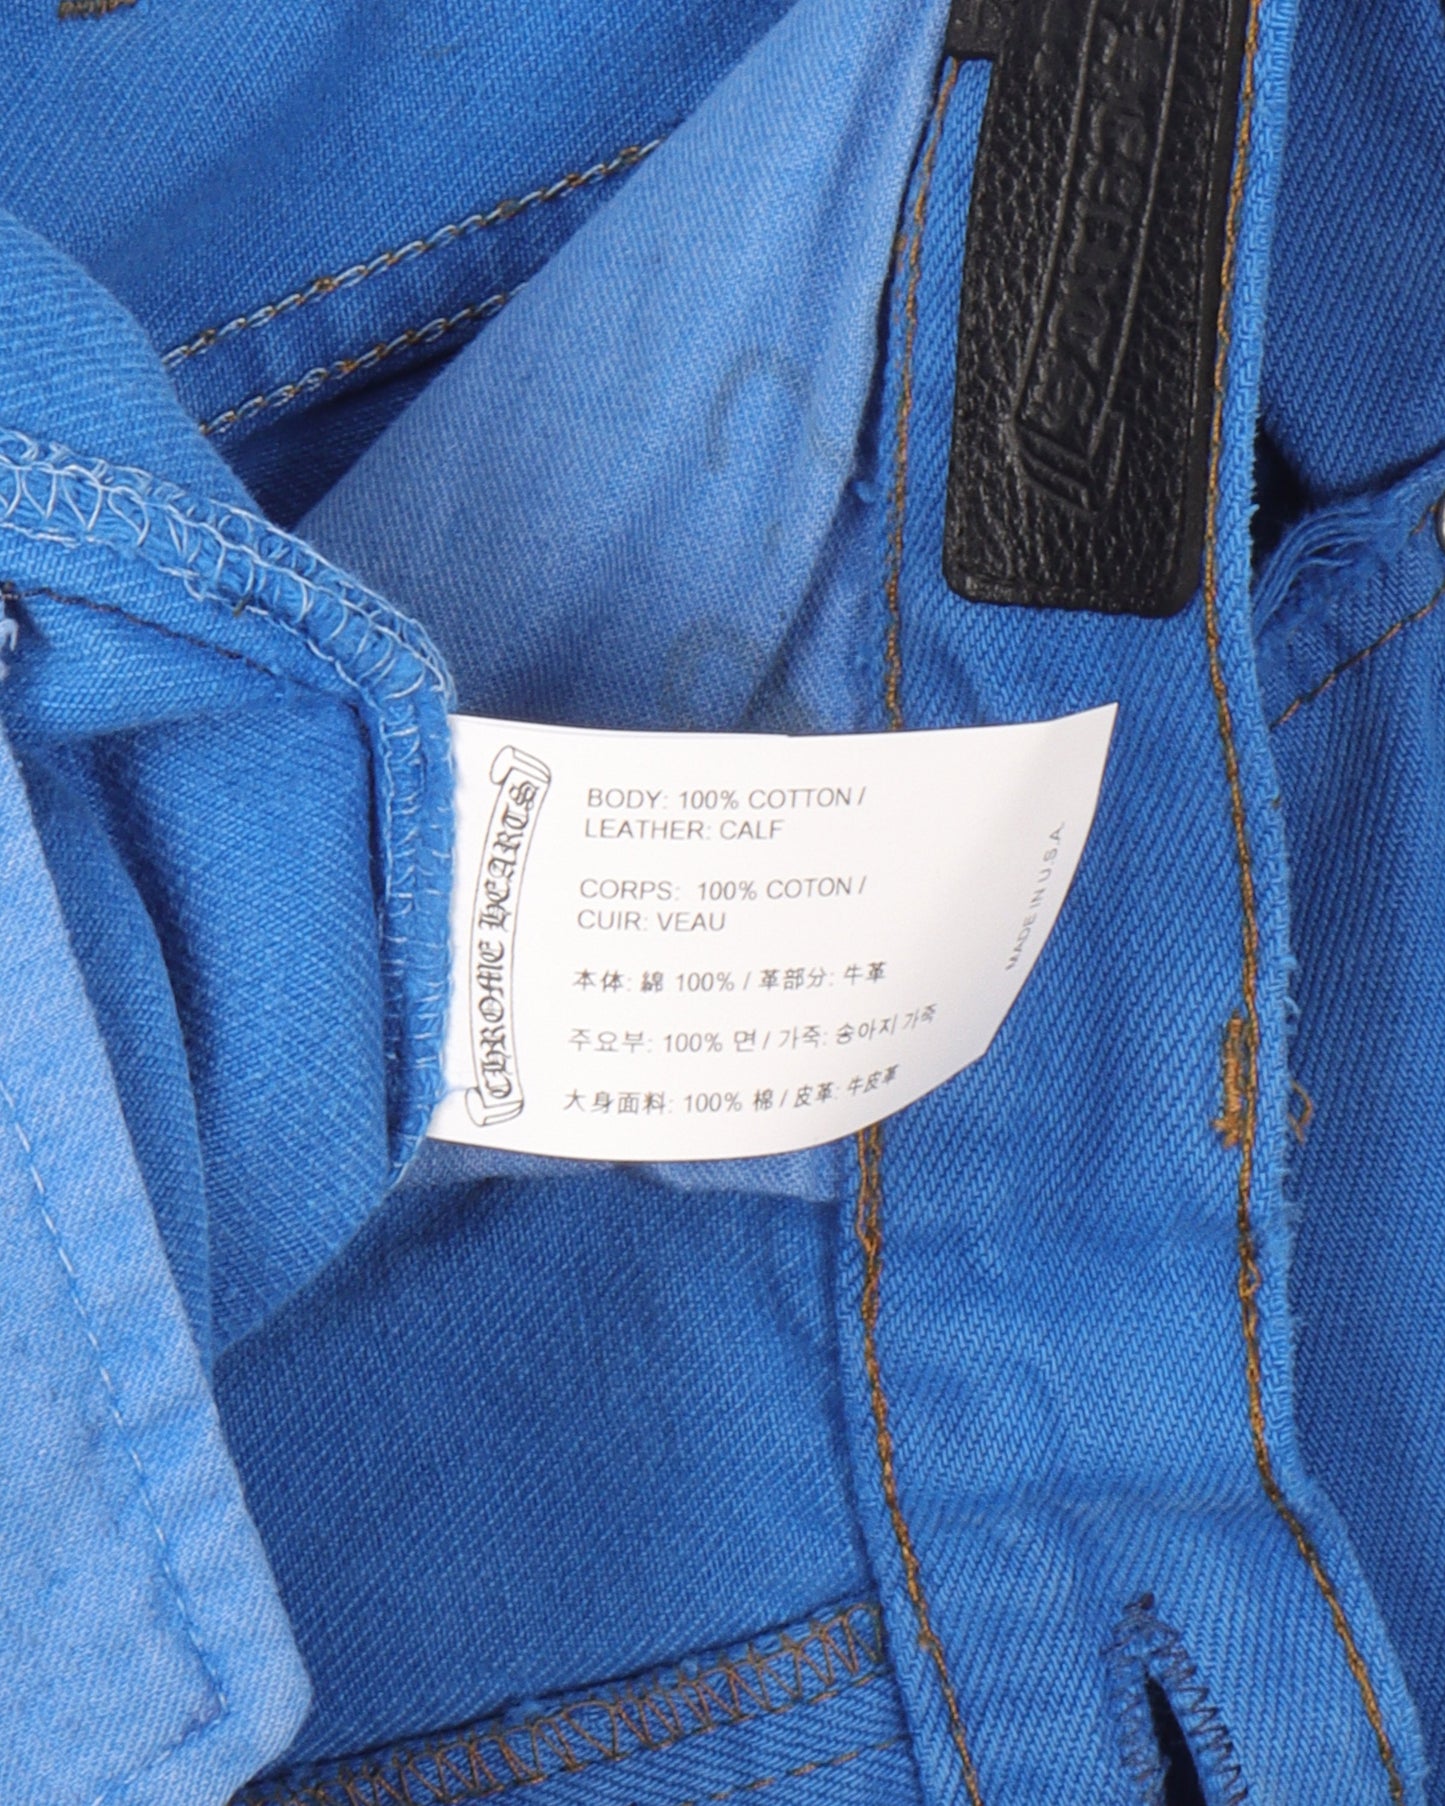 CHROME HEARTS
BODY: 100% COTTON /
LEATHER: CALF
CORPS: 100% COTON /
CUIR: VEAU
本体: 綿 100% / 革部分: 牛革
주요부: 100% 면 / 가죽: 송아지 가죽
大身面料: 100% 棉 / 皮革: 牛皮革
MADE IN U.S.A.